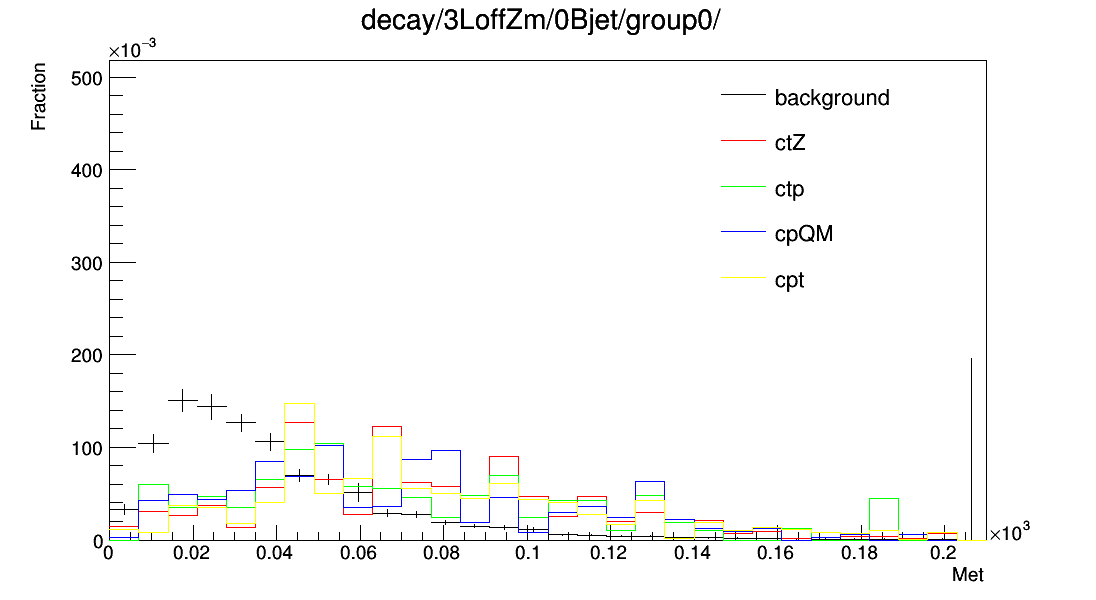 decay/3LoffZm/0Bjet/group0/
×10⁻³
Fraction
500
400
300
200
100
0
background
ctZ
ctp
cpQM
cpt
0 0.02 0.04 0.06 0.08 0.1 0.12 0.14 0.16 0.18 0.2
×10³
Met